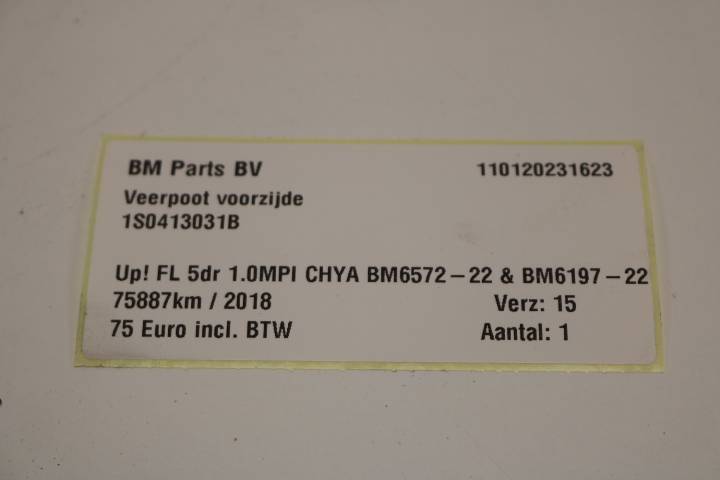 BM Parts BV 110120231623
Veerpoot voorzijde
1S0413031B
Up! FL 5dr 1.0MPI CHYA BM6572-22 & BM6197-22
75887km / 2018 Verz: 15
75 Euro incl. BTW Aantal: 1